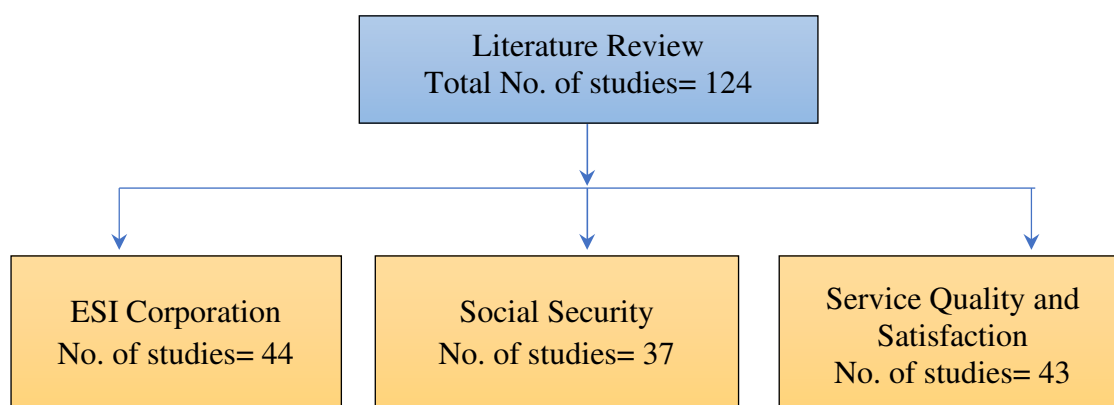 Literature Review
Total No. of studies= 124
ESI Corporation
No. of studies= 44
Social Security
No. of studies= 37
Service Quality and
Satisfaction
No. of studies= 43